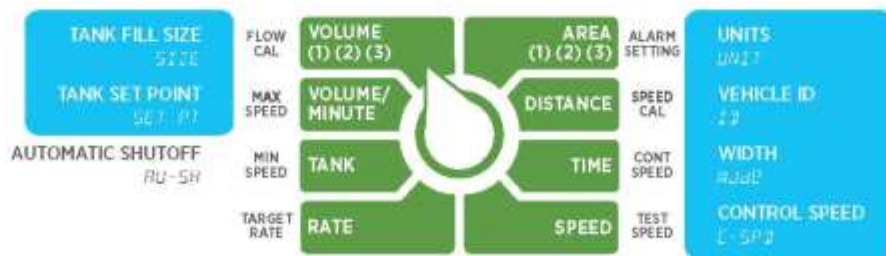 TANK FILL SIZE
SIZE
TANK SET POINT
SET PT
AUTOMATIC SHUTOFF
AU-SH
FLOW
CAL
MAX
SPEED
MIN
SPEED
TARGET
RATE
VOLUME
(1) (2) (3)
VOLUME/
MINUTE
TANK
RATE
AREA
(1) (2) (3)
DISTANCE
TIME
SPEED
ALARM
SETTING
SPEED
CAL
CONT
SPEED
TEST
SPEED
UNITS
UNIT
VEHICLE ID
ID
WIDTH
CONTROL SPEED
C-SPD